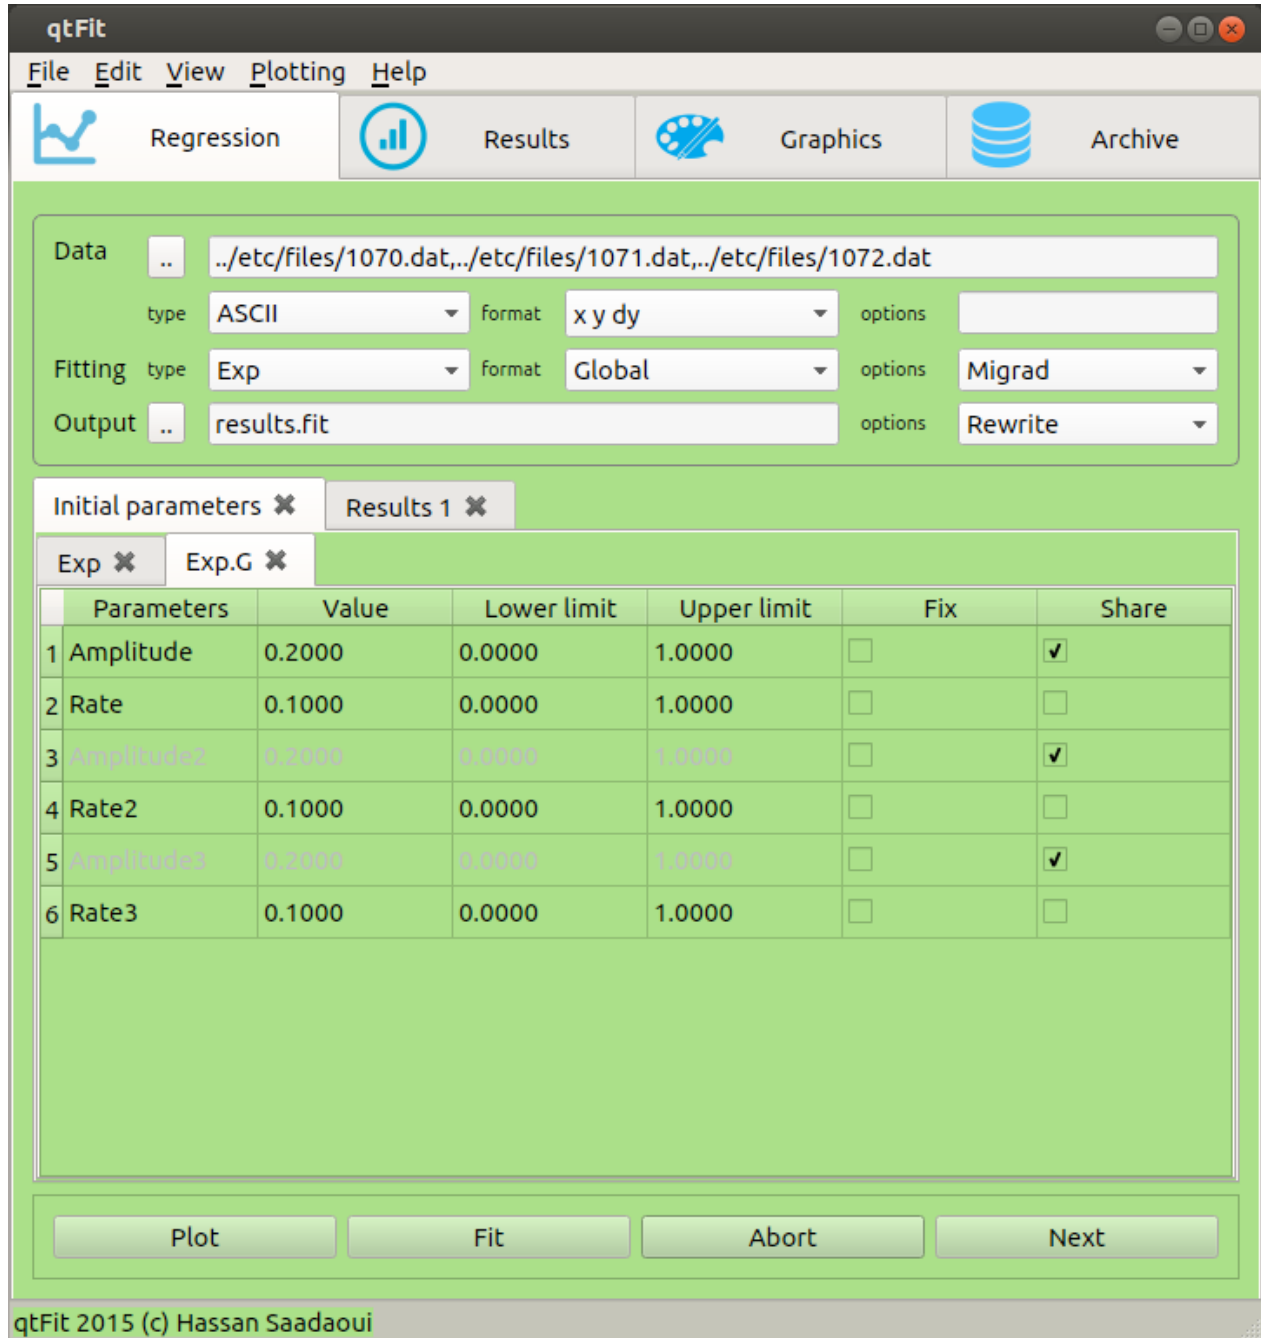 qtFit
File Edit View Plotting Help
Regression Results Graphics Archive
Data .. ../etc/files/1070.dat,../etc/files/1071.dat,../etc/files/1072.dat
type ASCII format x y dy options
Fitting type Exp format Global options Migrad
Output .. results.fit options Rewrite
Initial parameters Results 1
Exp Exp.G
Parameters Value Lower limit Upper limit Fix Share
1 Amplitude 0.2000 0.0000 1.0000
2 Rate 0.1000 0.0000 1.0000
3 Amplitude2 0.2000 0.0000 1.0000
4 Rate2 0.1000 0.0000 1.0000
5 Amplitude3 0.2000 0.0000 1.0000
6 Rate3 0.1000 0.0000 1.0000
Plot Fit Abort Next
qtFit 2015 (c) Hassan Saadaoui